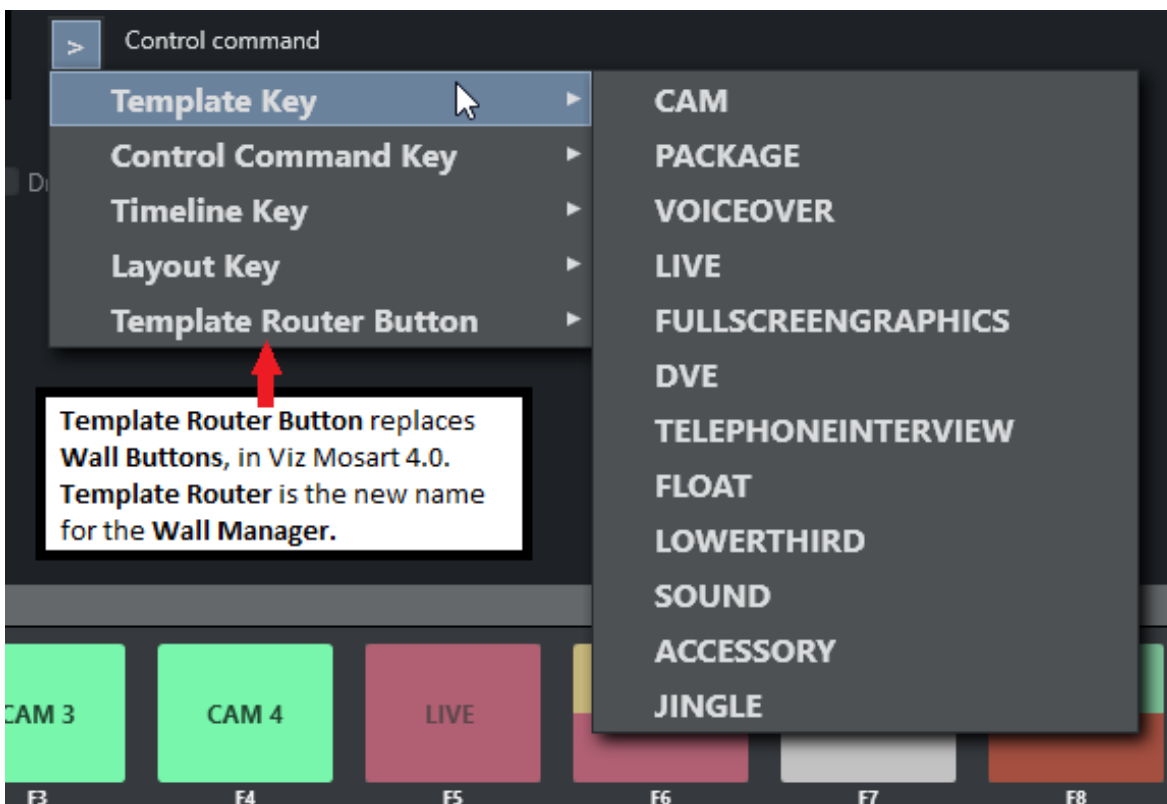 > Control command
Template Key
Control Command Key
Timeline Key
Layout Key
Template Router Button
CAM
PACKAGE
VOICEOVER
LIVE
FULLSCREENGRAPHICS
DVE
TELEPHONEINTERVIEW
FLOAT
LOWERTHIRD
SOUND
ACCESSORY
JINGLE
Template Router Button replaces
Wall Buttons, in Viz Mosart 4.0.
Template Router is the new name
for the Wall Manager.
CAM 3 CAM 4 LIVE
F3 F4 F5 F6 F7 F8